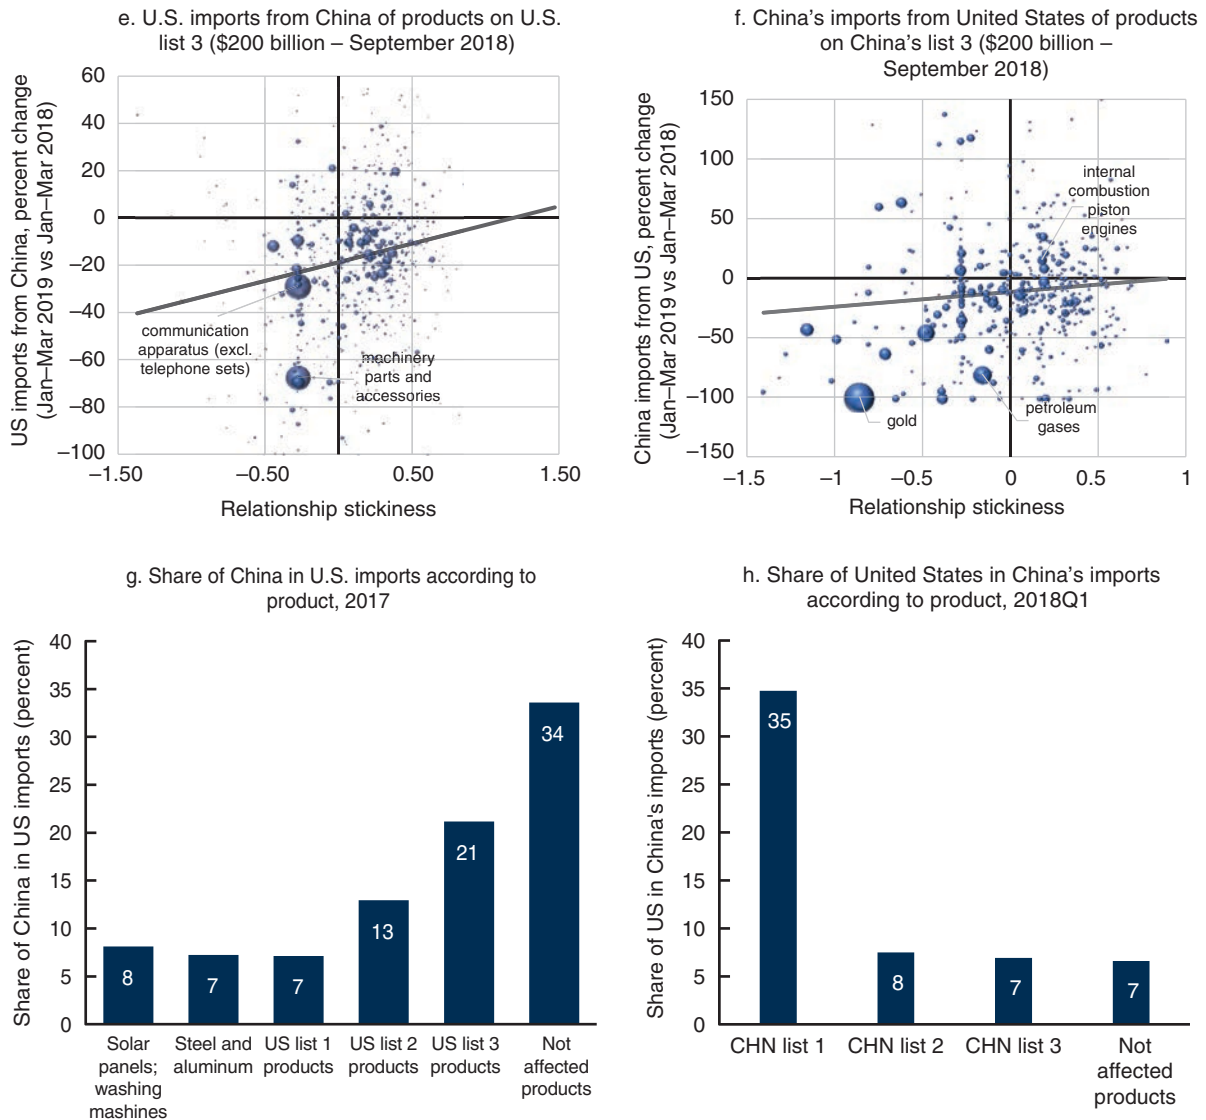 e. U.S. imports from China of products on U.S.
list 3 ($200 billion – September 2018)
US imports from China, percent change
(Jan–Mar 2019 vs Jan–Mar 2018)
60
40
20
0
–20
–40
–60
–80
–100
communication
apparatus (excl.
telephone sets)
machinery
parts and
accessories
–1.50
–0.50
0.50
1.50
Relationship stickiness
f. China’s imports from United States of products
on China’s list 3 ($200 billion –
September 2018)
China imports from US, percent change
(Jan–Mar 2019 vs Jan–Mar 2018)
150
100
50
0
–50
–100
–150
internal
combustion
piston
engines
gold
petroleum
gases
–1.5
–1
–0.5
0
0.5
1
Relationship stickiness
g. Share of China in U.S. imports according to
product, 2017
Share of China in US imports (percent)
40
35
30
25
20
15
10
5
0
8
7
7
13
21
34
Solar
panels;
washing
mashines
Steel and
aluminum
US list 1
products
US list 2
products
US list 3
products
Not
affected
products
h. Share of United States in China’s imports
according to product, 2018Q1
Share of US in China's imports (percent)
40
35
30
25
20
15
10
5
0
35
8
7
7
CHN list 1
CHN list 2
CHN list 3
Not
affected
products